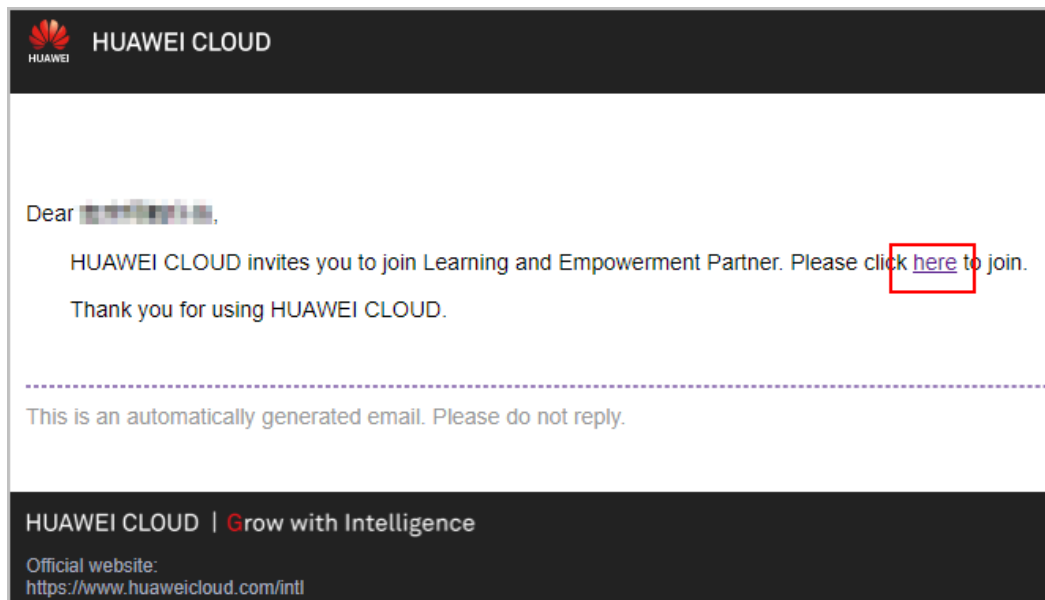 HUAWEI
HUAWEI CLOUD
Dear ,
HUAWEI CLOUD invites you to join Learning and Empowerment Partner. Please click here to join.
Thank you for using HUAWEI CLOUD.
This is an automatically generated email. Please do not reply.
HUAWEI CLOUD | Grow with Intelligence
Official website:
https://www.huaweicloud.com/intl